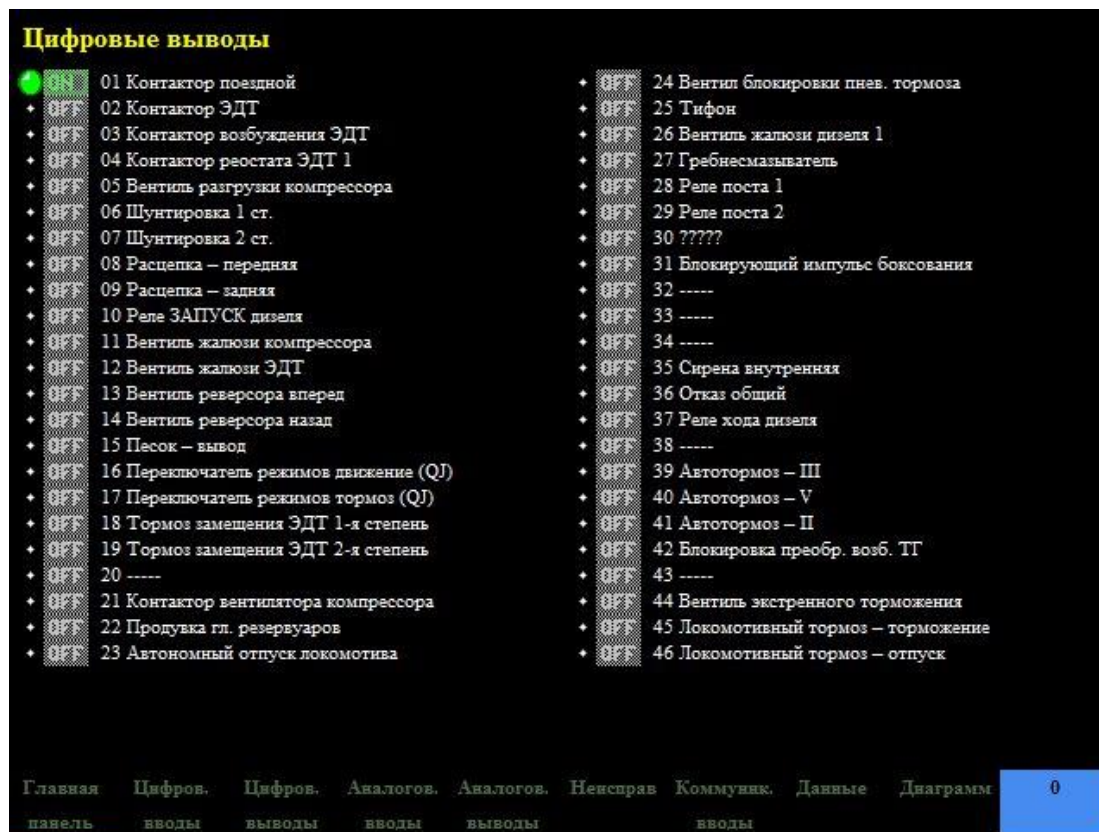 Цифровые выводы
ON 01 Контактор поездной
OFF 02 Контактор ЭДТ
OFF 03 Контактор возбуждения ЭДТ
OFF 04 Контактор реостата ЭДТ 1
OFF 05 Вентиль разгрузки компрессора
OFF 06 Шунтировка 1 ст.
OFF 07 Шунтировка 2 ст.
OFF 08 Расцепка – передняя
OFF 09 Расцепка – задняя
OFF 10 Реле ЗАПУСК дизеля
OFF 11 Вентиль жалюзи компрессора
OFF 12 Вентиль жалюзи ЭДТ
OFF 13 Вентиль реверсора вперед
OFF 14 Вентиль реверсора назад
OFF 15 Песок – вывод
OFF 16 Переключатель режимов движение (QJ)
OFF 17 Переключатель режимов тормоз (QJ)
OFF 18 Тормоз замещения ЭДТ 1-я степень
OFF 19 Тормоз замещения ЭДТ 2-я степень
OFF 20 -----
OFF 21 Контактор вентилятора компрессора
OFF 22 Продувка гл. резервуаров
OFF 23 Автономный отпуск локомотива
OFF 24 Вентил блокировки пнев. тормоза
OFF 25 Тифон
OFF 26 Вентиль жалюзи дизеля 1
OFF 27 Гребнесмазыватель
OFF 28 Реле поста 1
OFF 29 Реле поста 2
OFF 30 ?????
OFF 31 Блокирующий импульс боксования
OFF 32 -----
OFF 33 -----
OFF 34 -----
OFF 35 Сирена внутренняя
OFF 36 Отказ общий
OFF 37 Реле хода дизеля
OFF 38 -----
OFF 39 Автотормоз – III
OFF 40 Автотормоз – V
OFF 41 Автотормоз – II
OFF 42 Блокировка преобр. возб. ТГ
OFF 43 -----
OFF 44 Вентиль экстренного торможения
OFF 45 Локомотивный тормоз – торможение
OFF 46 Локомотивный тормоз – отпуск
Главная Цифров. Цифров. Аналогов. Аналогов. Неисправ Коммуник. Данные Диаграмм 0
панель вводы выводы вводы выводы вводы